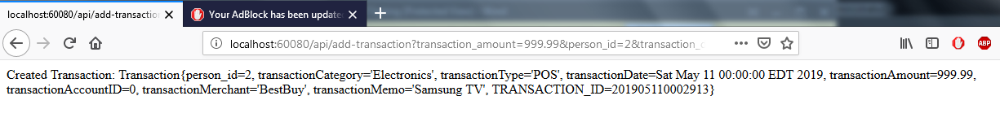 localhost:60080/api/add-transaction
Your AdBlock has been update
localhost:60080/api/add-transaction?transaction_amount=999.99&person_id=2&transaction_
ABP
Created Transaction: Transaction{person_id=2, transactionCategory='Electronics', transactionType='POS', transactionDate=Sat May 11 00:00:00 EDT 2019, transactionAmount=999.99,
transactionAccountID=0, transactionMerchant='BestBuy', transactionMemo='Samsung TV', TRANSACTION_ID=201905110002913}